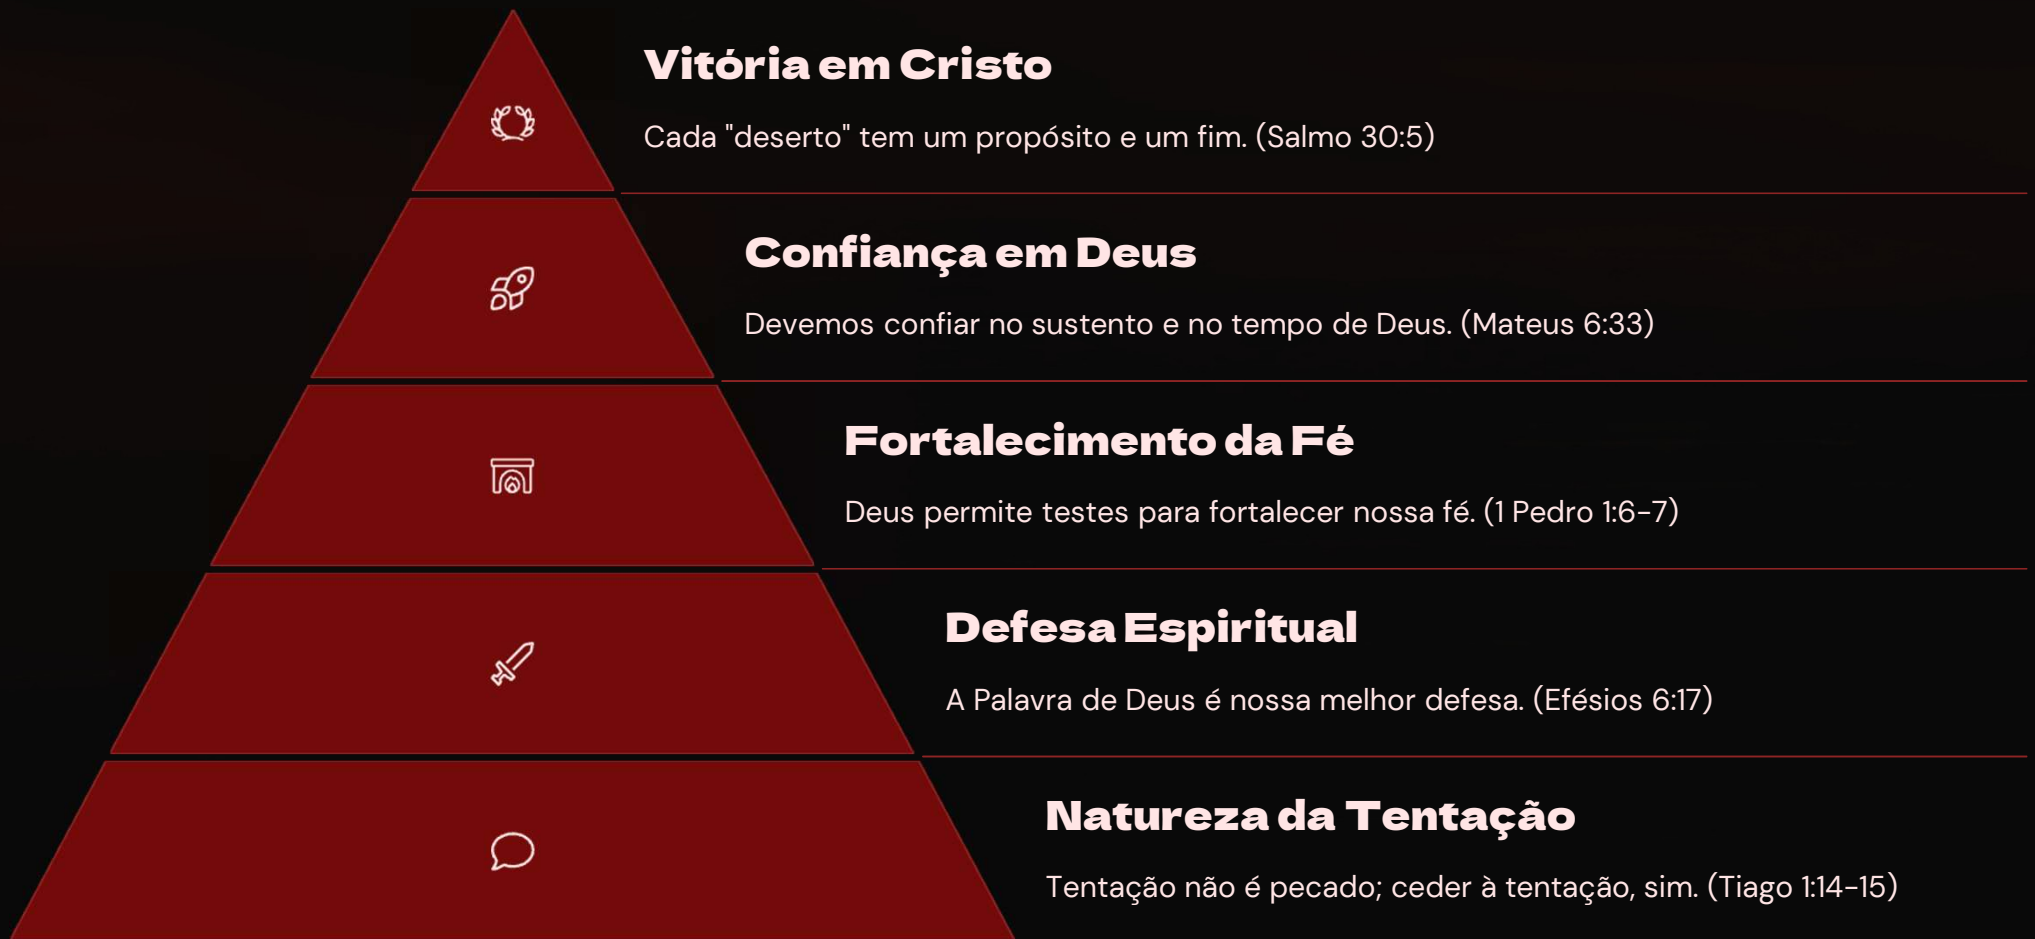 Vitória em Cristo
Cada "deserto" tem um propósito e um fim. (Salmo 30:5)
Confiança em Deus
Devemos confiar no sustento e no tempo de Deus. (Mateus 6:33)
Fortalecimento da Fé
Deus permite testes para fortalecer nossa fé. (1 Pedro 1:6-7)
Defesa Espiritual
A Palavra de Deus é nossa melhor defesa. (Efésios 6:17)
Natureza da Tentação
Tentação não é pecado; ceder à tentação, sim. (Tiago 1:14-15)